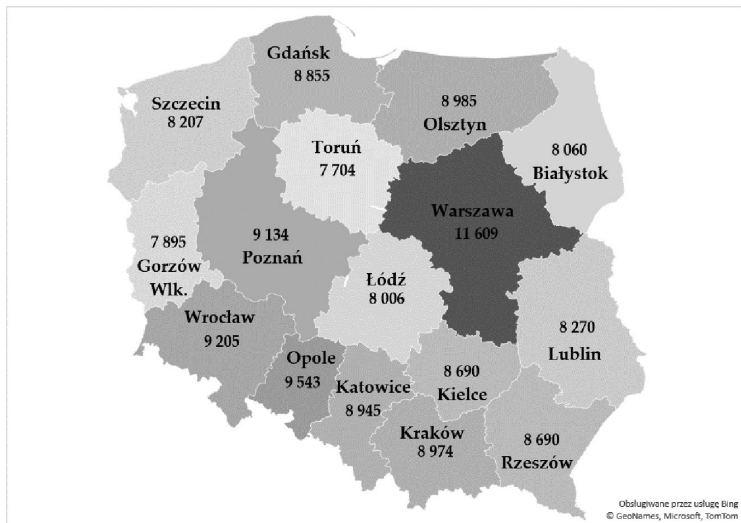 Gdańsk
8 855
Szczecin
8 207
8 985
Olsztyn
Toruń
7 704
8 060
Białystok
Warszawa
11 609
7 895
Gorzów
Wlk.
9 134
Poznań
Łódź
8 006
Wrocław
9 205
8 270
Lublin
Opole
9 543
Katowice
8 945
8 690
Kielce
Kraków
8 974
8 690
Rzeszów
Obsługiwane przez usługę Bing
© GeoNames, Microsoft, TomTom